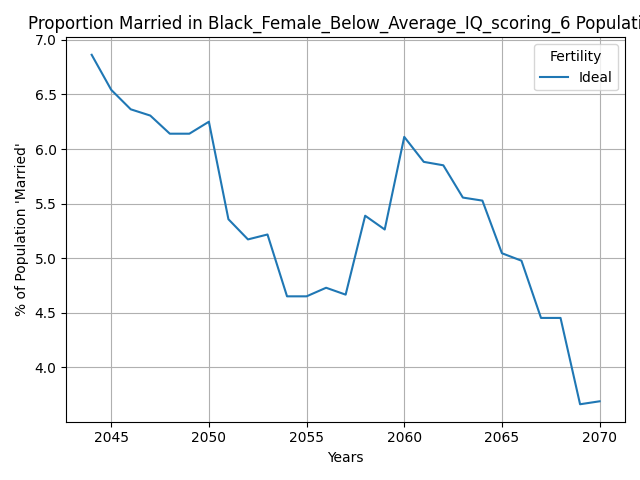 Proportion Married in Black_Female_Below_Average_IQ_scoring_6 Populati
7.0
6.5
6.0
5.5
5.0
4.5
4.0
% of Population 'Married'
Fertility
Ideal
2045 2050 2055 2060 2065 2070
Years